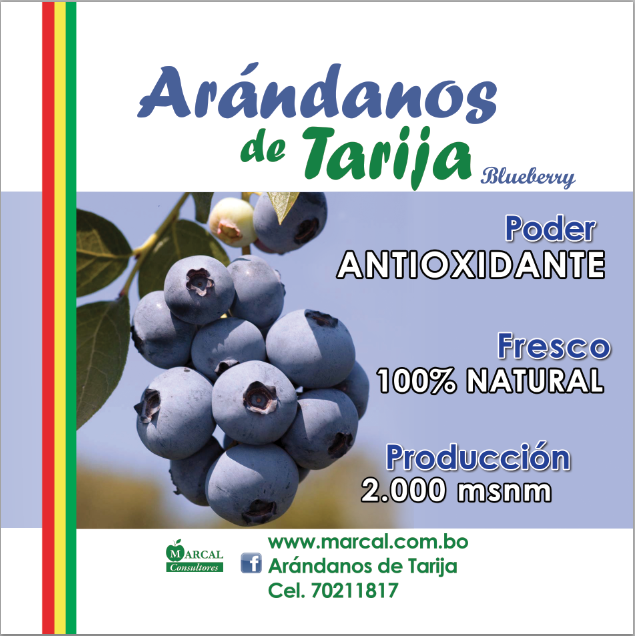 Arándanos
de Tarija
Blueberry
Poder
ANTIOXIDANTE
Fresco
100% NATURAL
Producción
2.000 msnm
MARCAL
Consultores
www.marcal.com.bo
f Arándanos de Tarija
Cel. 70211817